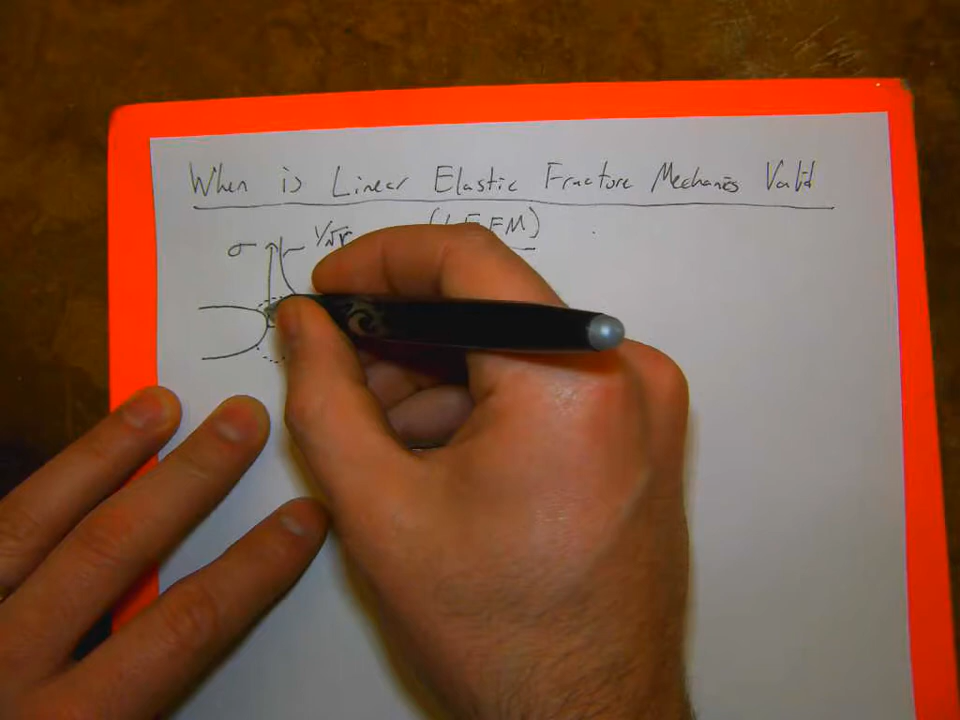 When is Linear Elastic Fracture Mechanics Valid
(LEFM)
σ 1/√r